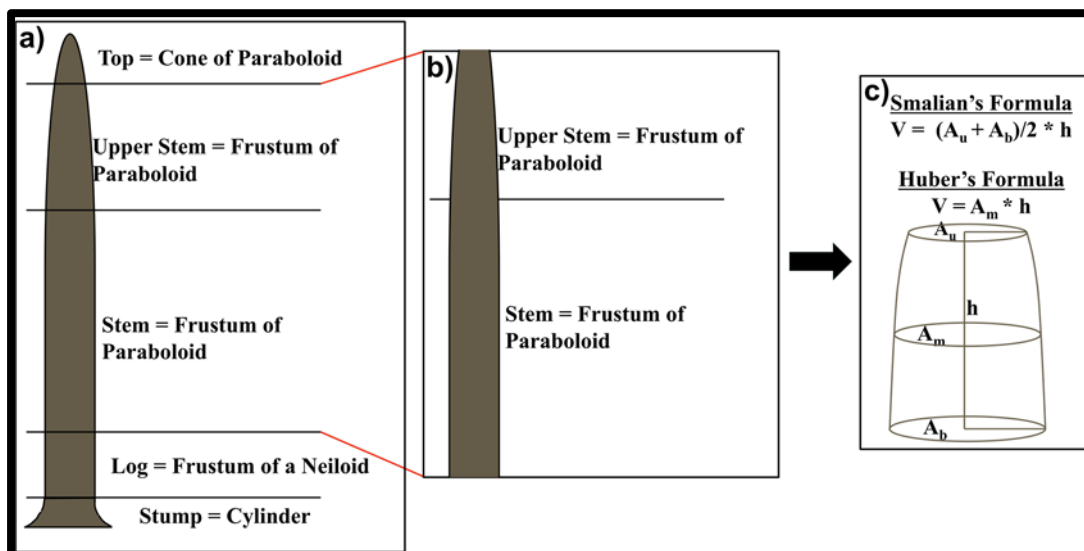 a)
Top = Cone of Paraboloid
Upper Stem = Frustum of
Paraboloid
Stem = Frustum of
Paraboloid
Log = Frustum of a Neiloid
Stump = Cylinder
b)
Upper Stem = Frustum of
Paraboloid
Stem = Frustum of
Paraboloid
c)
Smalian's Formula
V = (Au + Ab)/2 * h
Huber's Formula
V = Am * h
Au
h
Am
Ab